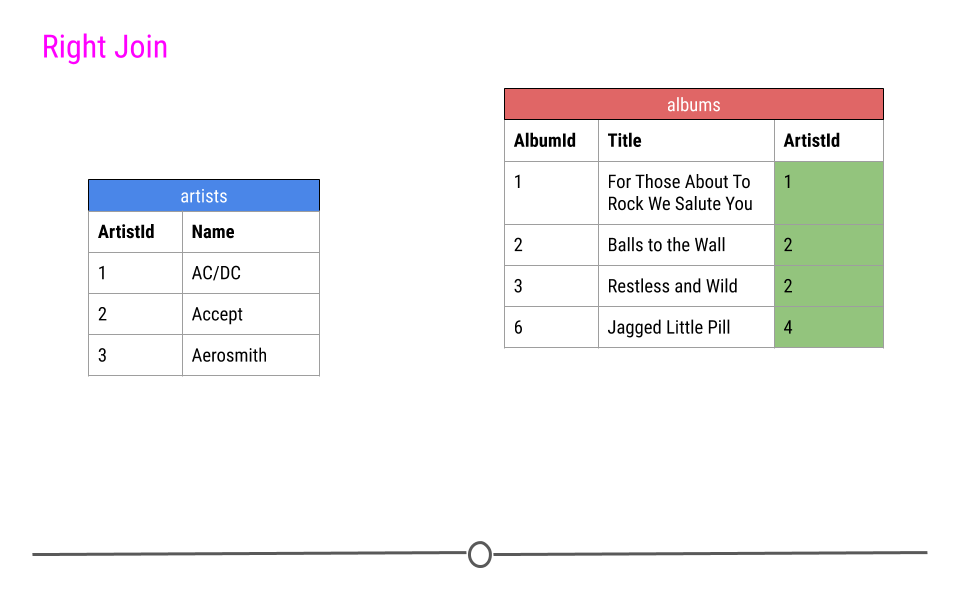 Right Join
artists
ArtistId Name
1 AC/DC
2 Accept
3 Aerosmith
albums
AlbumId Title ArtistId
1 For Those About To 1
Rock We Salute You
2 Balls to the Wall 2
3 Restless and Wild 2
6 Jagged Little Pill 4